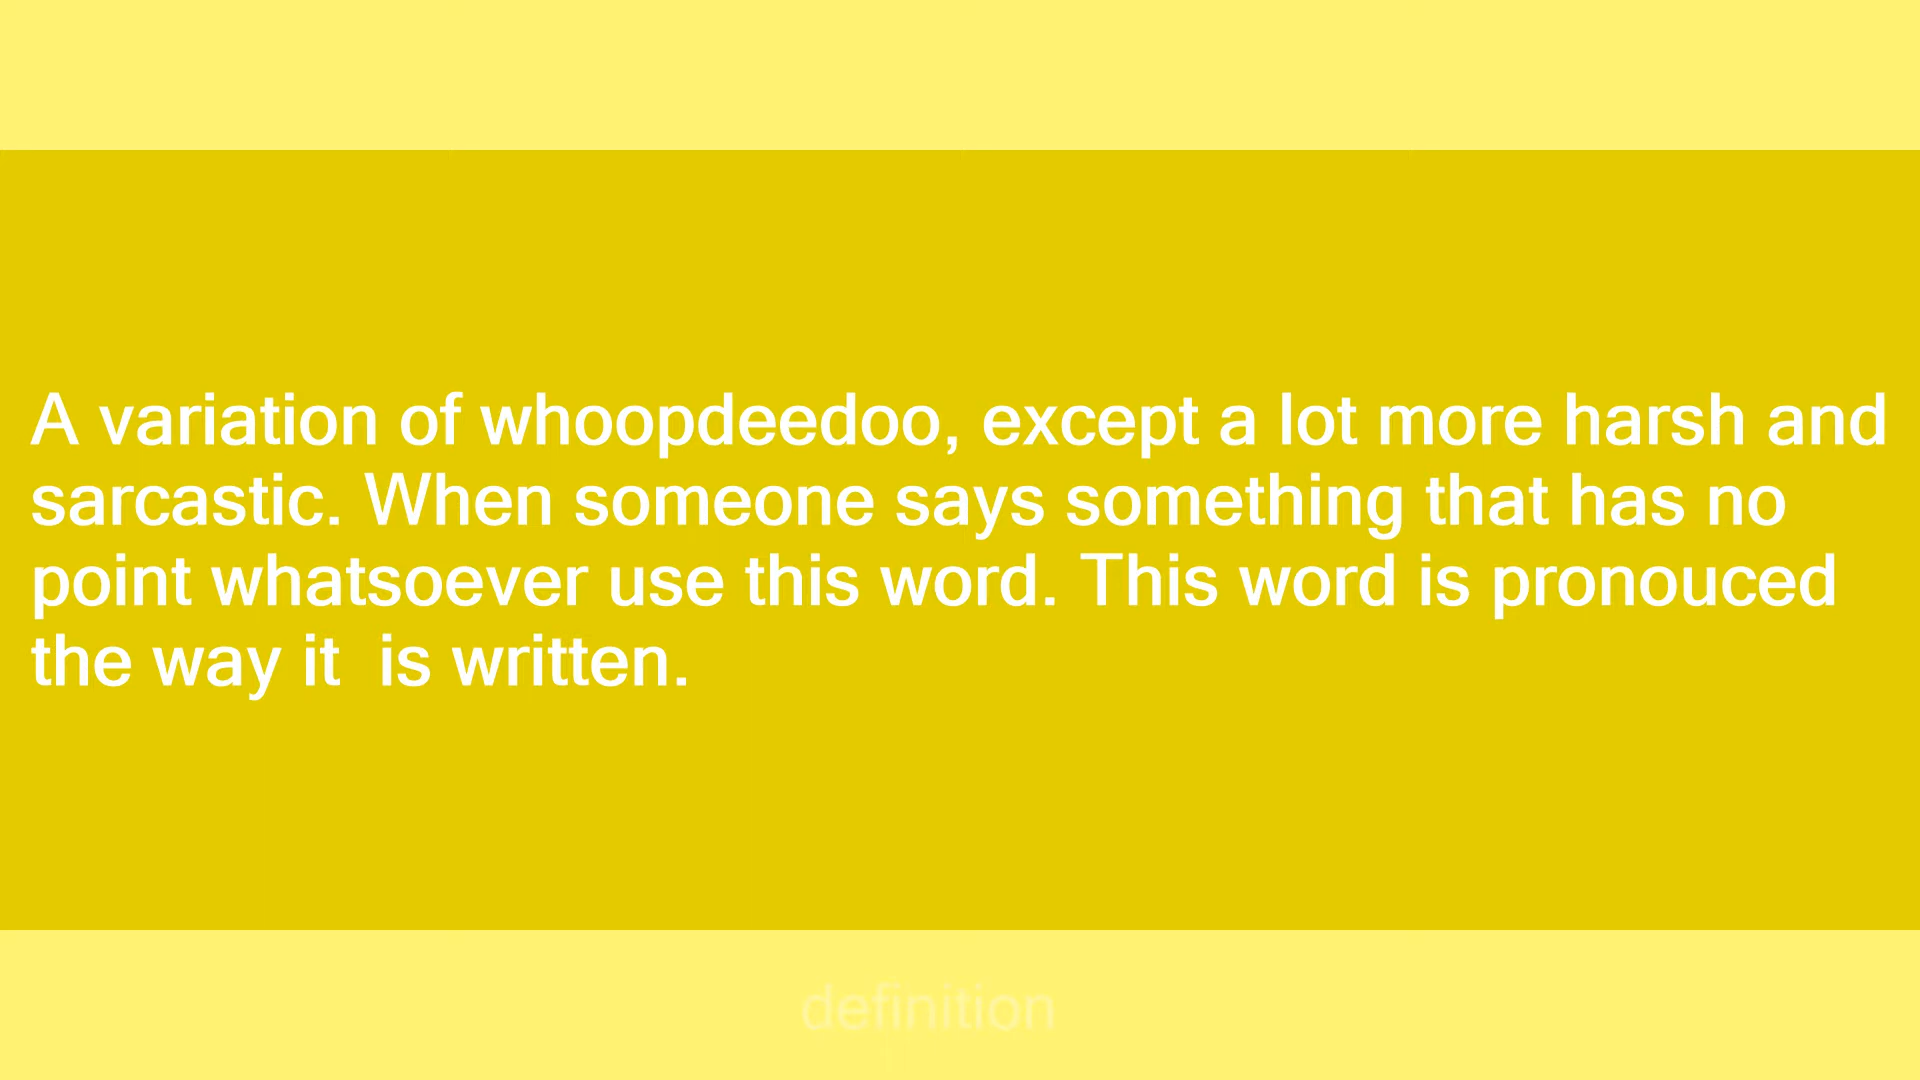 A variation of whoopdeedoo, except a lot more harsh and
sarcastic. When someone says something that has no
point whatsoever use this word. This word is pronouced
the way it  is written.
definition